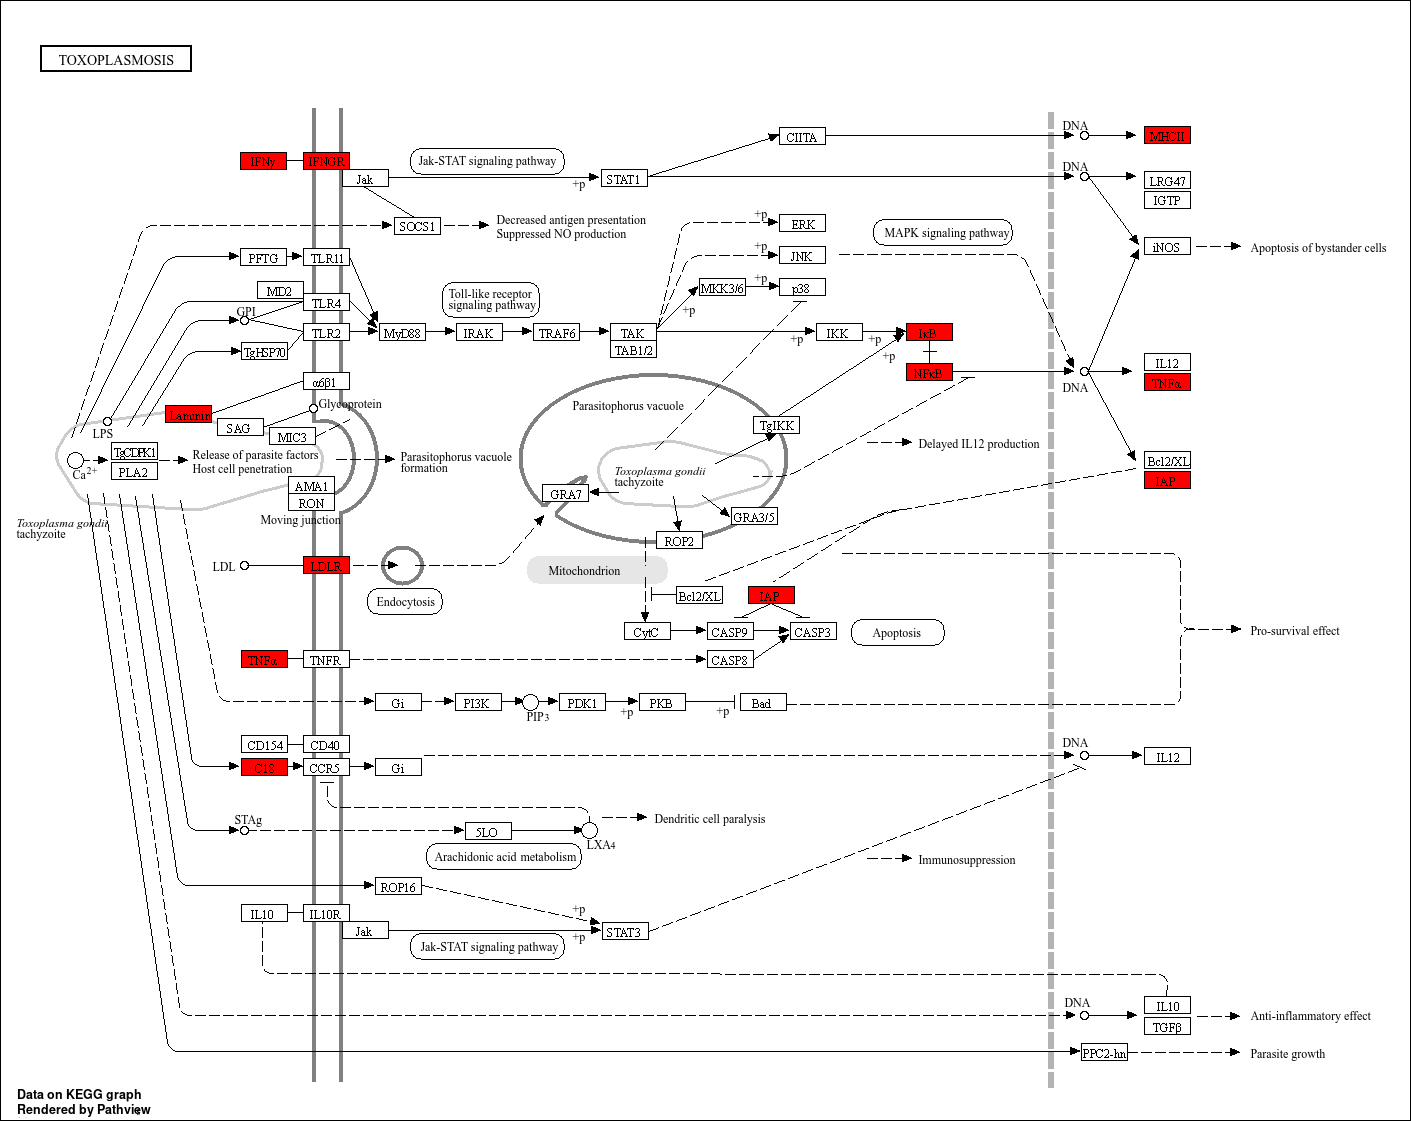 TOXOPLASMOSIS
DNA
CIITA
MHCII
IFNγ
IFNGR
Jak-STAT signaling pathway
DNA
Jak
+p
STAT1
LRG47
IGTP
SOCS1
Decreased antigen presentation
Suppressed NO production
+p
ERK
MAPK signaling pathway
iNOS
Apoptosis of bystander cells
PFTG
TLR11
+p
JNK
MD2
TLR4
Toll-like receptor
signaling pathway
MKK3/6
+p
p38
+p
GPI
TLR2
MyD88
IRAK
TRAF6
TAK
TAB1/2
+p
IKK
+p
IκB
+p
TgHSP70
NFκB
IL12
TNFα
DNA
α6β1
Laminin
Glycoprotein
Parasitophorus vacuole
SAG
MIC3
LPS
TgIKK
Delayed IL12 production
TgCDPK1
PLA2
Ca2+
Release of parasite factors
Host cell penetration
Parasitophorus vacuole
formation
Toxoplasma gondii
tachyzoite
Bcl2/XL
IAP
AMA1
RON
Moving junction
GRA7
GRA3/5
ROP2
Toxoplasma gondii
tachyzoite
LDL
LDLR
Mitochondrion
Endocytosis
Bcl2/XL
IAP
CytC
CASP9
CASP3
Apoptosis
Pro-survival effect
TNFα
TNFR
CASP8
Gi
PI3K
PIP3
PDK1
+p
PKB
+p
Bad
CD154
CD40
DNA
C18
CCR5
Gi
IL12
STAg
5LO
LXA4
Dendritic cell paralysis
Arachidonic acid metabolism
Immunosuppression
ROP16
IL10
IL10R
+p
Jak
+p
STAT3
Jak-STAT signaling pathway
DNA
IL10
TGFβ
Anti-inflammatory effect
PPC2-hn
Parasite growth
Data on KEGG graph
Rendered by Pathview